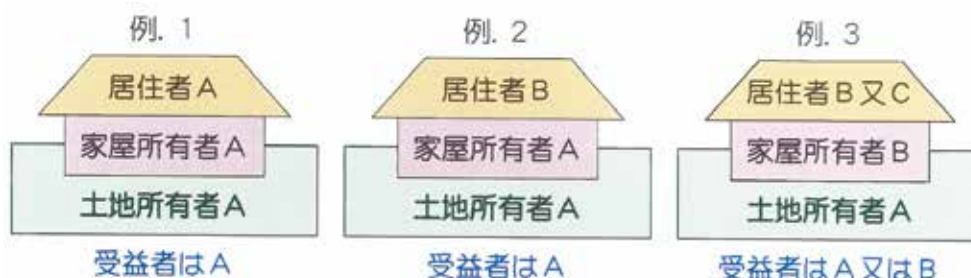 例. 1
居住者A
家屋所有者A
土地所有者A
受益者はA
例. 2
居住者B
家屋所有者A
土地所有者A
受益者はA
例. 3
居住者B又C
家屋所有者B
土地所有者A
受益者はA又はB